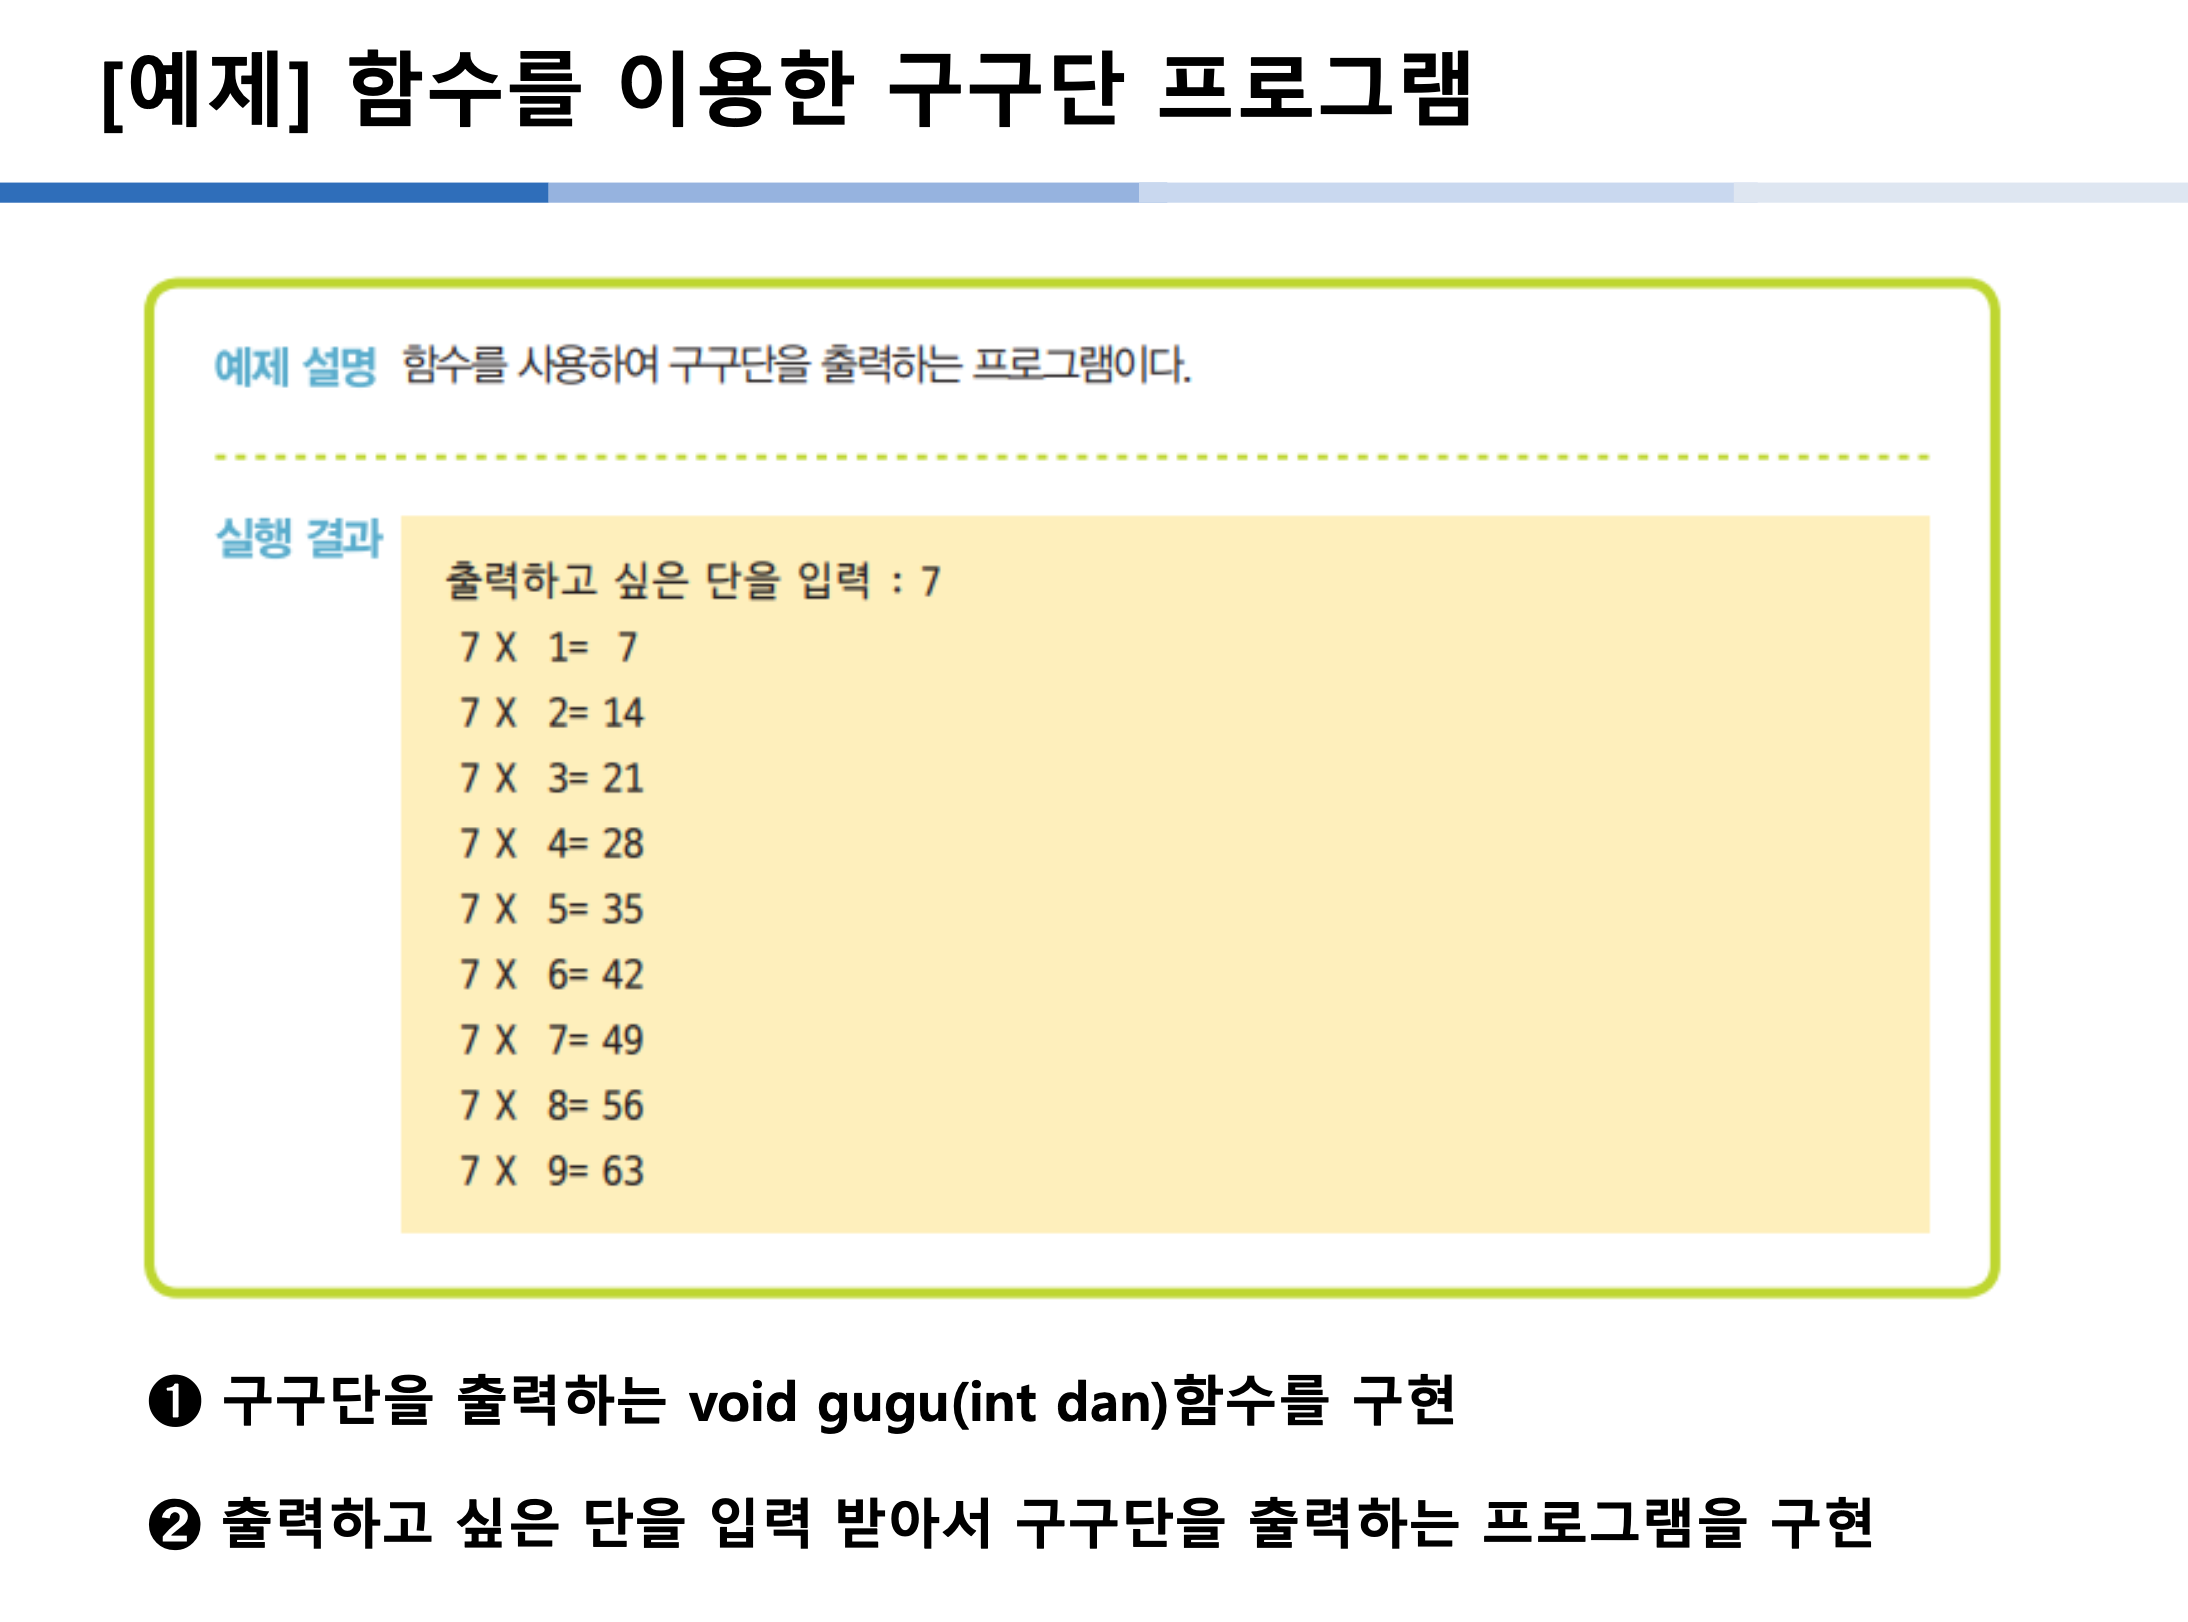 [예제] 함수를 이용한 구구단 프로그램
예제 설명 함수를 사용하여 구구단을 출력하는 프로그램이다.
실행 결과
출력하고 싶은 단을 입력 : 7
7 X 1= 7
7 X 2= 14
7 X 3= 21
7 X 4= 28
7 X 5= 35
7 X 6= 42
7 X 7= 49
7 X 8= 56
7 X 9= 63
❶ 구구단을 출력하는 void gugu(int dan)함수를 구현
❷ 출력하고 싶은 단을 입력 받아서 구구단을 출력하는 프로그램을 구현